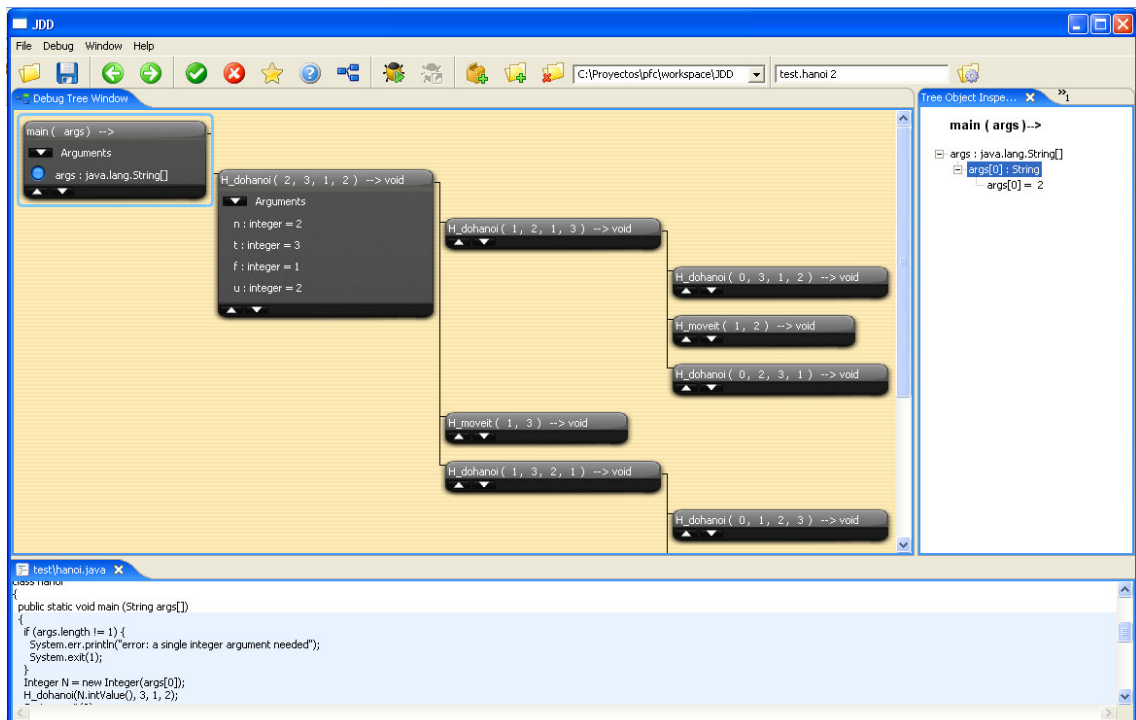 JDD
File Debug Window Help
C:\Proyectos\pfc\workspace\JDD test.hanoi 2
Debug Tree Window
main ( args ) -->
Arguments
args : java.lang.String[]
H_dohanoi ( 2, 3, 1, 2 ) --> void
Arguments
n : integer = 2
t : integer = 3
f : integer = 1
u : integer = 2
H_dohanoi ( 1, 2, 1, 3 ) --> void
H_dohanoi ( 0, 3, 1, 2 ) --> void
H_moveit ( 1, 2 ) --> void
H_dohanoi ( 0, 2, 3, 1 ) --> void
H_moveit ( 1, 3 ) --> void
H_dohanoi ( 1, 3, 2, 1 ) --> void
H_dohanoi ( 0, 1, 2, 3 ) --> void
Tree Object Inspe... »1
main ( args )-->
args : java.lang.String[]
args[0] : String
args[0] = 2
test\hanoi.java
class hanoi
{
public static void main (String args[])
{
if (args.length != 1) {
System.err.println("error: a single integer argument needed");
System.exit(1);
}
Integer N = new Integer(args[0]);
H_dohanoi(N.intValue(), 3, 1, 2);